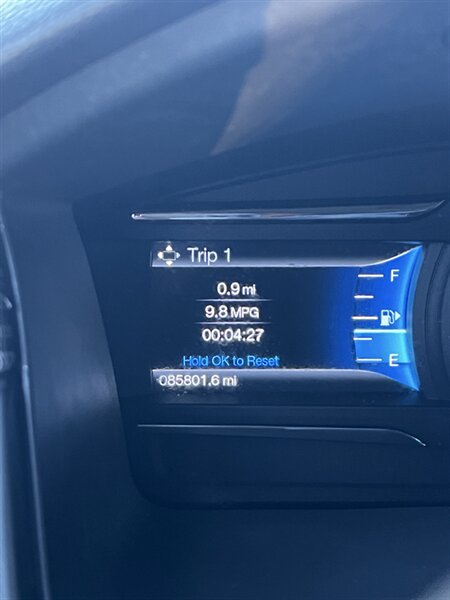 Trip 1
F
0.9 mi
9.8 MPG
00:04:27
E
Hold OK to Reset
085801.6 mi